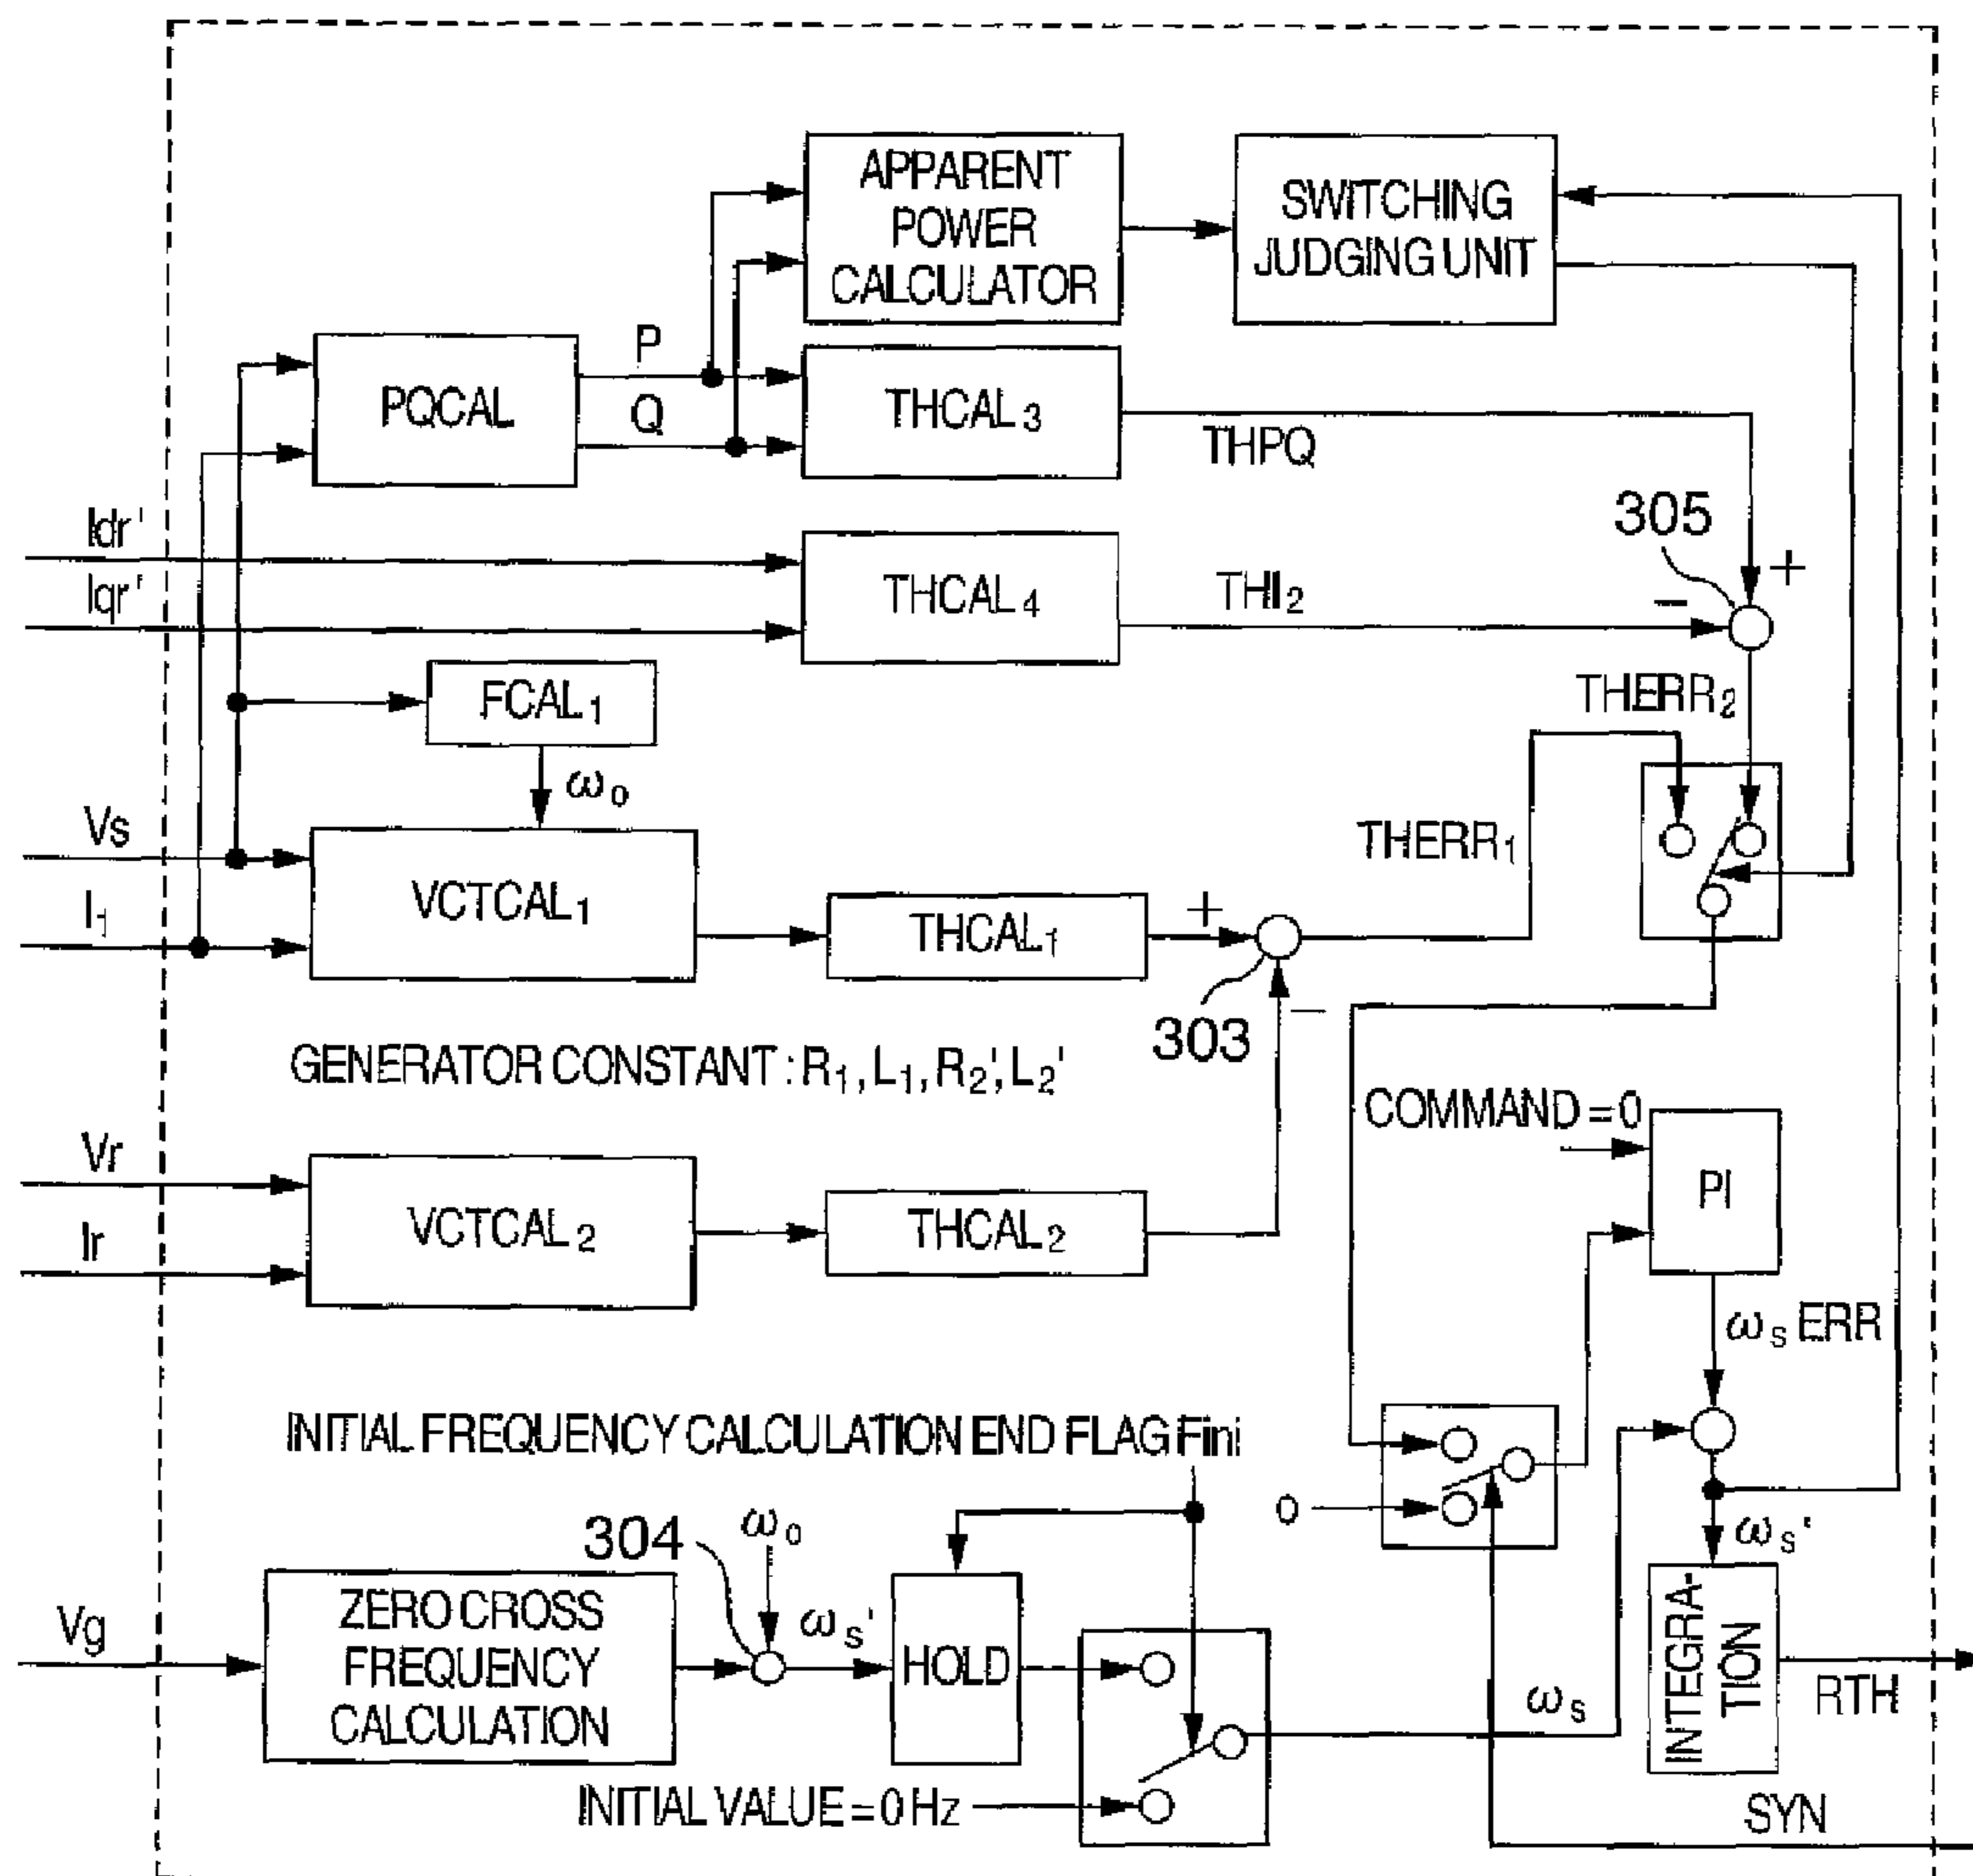 APPARENT
POWER
CALCULATOR
SWITCHING
JUDGING UNIT
PQCAL
P
Q
THCAL3
THPQ
305
+
−
Idr'
Iqr'
THCAL4
THI2
FCAL1
THERR2
ωo
Vs
I1
VCTCAL1
THCAL1
+
THERR1
−
303
GENERATOR CONSTANT : R1, L1, R2', L2'
COMMAND = 0
PI
Vr
Ir
VCTCAL2
THCAL2
ωs ERR
INITIAL FREQUENCY CALCULATION END FLAG Fini
0
304
ωo
ωs'
Vg
ZERO CROSS
FREQUENCY
CALCULATION
ωs'
HOLD
INTEGRA-
TION
RTH
ωs
INITIAL VALUE = 0 Hz
SYN